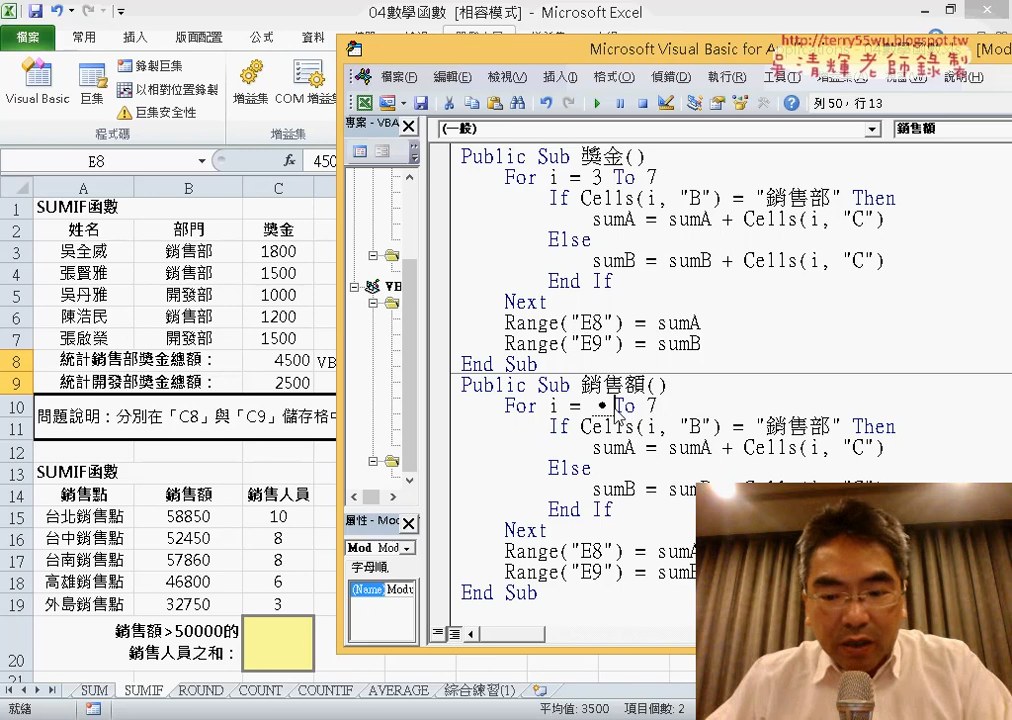 04數學函數 [相容模式] - Microsoft Excel
檔案 常用 插入 版面配置 公式 資料
Visual Basic 巨集 錄製巨集 以相對位置錄製 巨集安全性 增益集 COM 增益集
程式碼 增益集
E8 fx 450
A B C
1 SUMIF函數
2 姓名 部門 獎金
3 吳全威 銷售部 1800
4 張賢雅 銷售部 1500
5 吳丹雅 開發部 1000
6 陳浩民 銷售部 1200
7 張啟榮 開發部 1500
8 統計銷售部獎金總額： 4500 VB
9 統計開發部獎金總額： 2500
10
11 問題說明：分別在「C8」與「C9」儲存格中
12
13 SUMIF函數
14 銷售點 銷售額 銷售人員
15 台北銷售點 58850 10
16 台中銷售點 52450 8
17 台南銷售點 57860 8
18 高雄銷售點 46800 6
19 外島銷售點 32750 3
20 銷售額>50000的
銷售人員之和：
SUM SUMIF ROUND COUNT COUNTIF AVERAGE 綜合練習(1)
就緒 平均值: 3500 項目個數: 2
Microsoft Visual Basic for A
[Mod
http://terry55wu.blogspot.tw
吳清輝老師錄製
檔案(F) 編輯(E) 檢視(V) 插入(I) 格式(O) 偵錯(D) 執行(R) 工具(T) (H)
列 50，行 13
專案 - VBA
VB
屬性 - Mod
Mod Mod
字母順
(Name) Modu
(一般) 銷售額
Public Sub 獎金()
For i = 3 To 7
If Cells(i, "B") = "銷售部" Then
sumA = sumA + Cells(i, "C")
Else
sumB = sumB + Cells(i, "C")
End If
Next
Range("E8") = sumA
Range("E9") = sumB
End Sub
Public Sub 銷售額()
For i = To 7
If Cells(i, "B") = "銷售部" Then
sumA = sumA + Cells(i, "C")
Else
sumB = su
End If
Next
Range("E8") = sum
Range("E9") = sum
End Sub